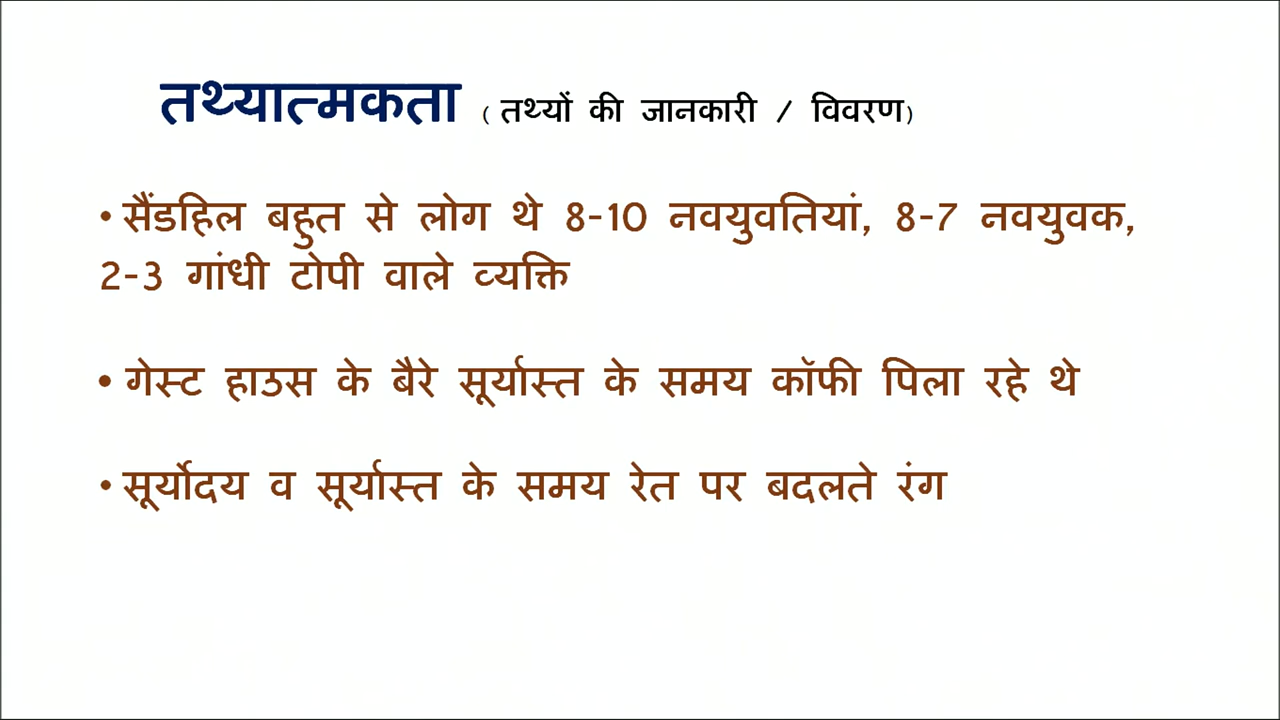 तथ्यात्मकता ( तथ्यों की जानकारी / विवरण)
• सैंडहिल बहुत से लोग थे 8-10 नवयुवतियां, 8-7 नवयुवक,
2-3 गांधी टोपी वाले व्यक्ति
• गेस्ट हाउस के बैरे सूर्यास्त के समय कॉफी पिला रहे थे
• सूर्योदय व सूर्यास्त के समय रेत पर बदलते रंग